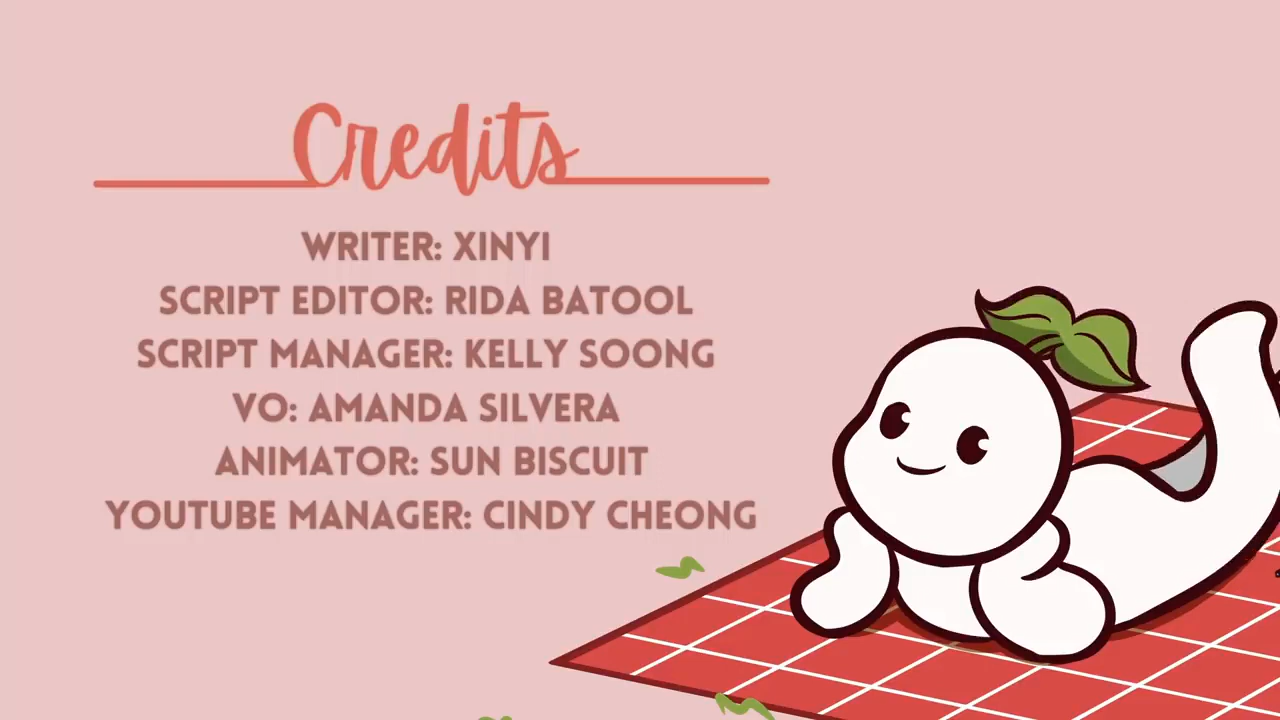 Credits
WRITER: XINYI
SCRIPT EDITOR: RIDA BATOOL
SCRIPT MANAGER: KELLY SOONG
VO: AMANDA SILVERA
ANIMATOR: SUN BISCUIT
YOUTUBE MANAGER: CINDY CHEONG